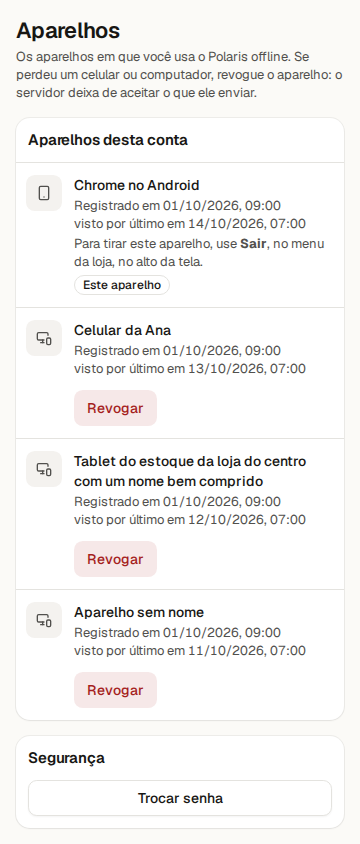 Aparelhos
Os aparelhos em que você usa o Polaris offline. Se
perdeu um celular ou computador, revogue o aparelho: o
servidor deixa de aceitar o que ele enviar.
Aparelhos desta conta
Chrome no Android
Registrado em 01/10/2026, 09:00
visto por último em 14/10/2026, 07:00
Para tirar este aparelho, use Sair, no menu
da loja, no alto da tela.
Este aparelho
Celular da Ana
Registrado em 01/10/2026, 09:00
visto por último em 13/10/2026, 07:00
Revogar
Tablet do estoque da loja do centro
com um nome bem comprido
Registrado em 01/10/2026, 09:00
visto por último em 12/10/2026, 07:00
Revogar
Aparelho sem nome
Registrado em 01/10/2026, 09:00
visto por último em 11/10/2026, 07:00
Revogar
Segurança
Trocar senha